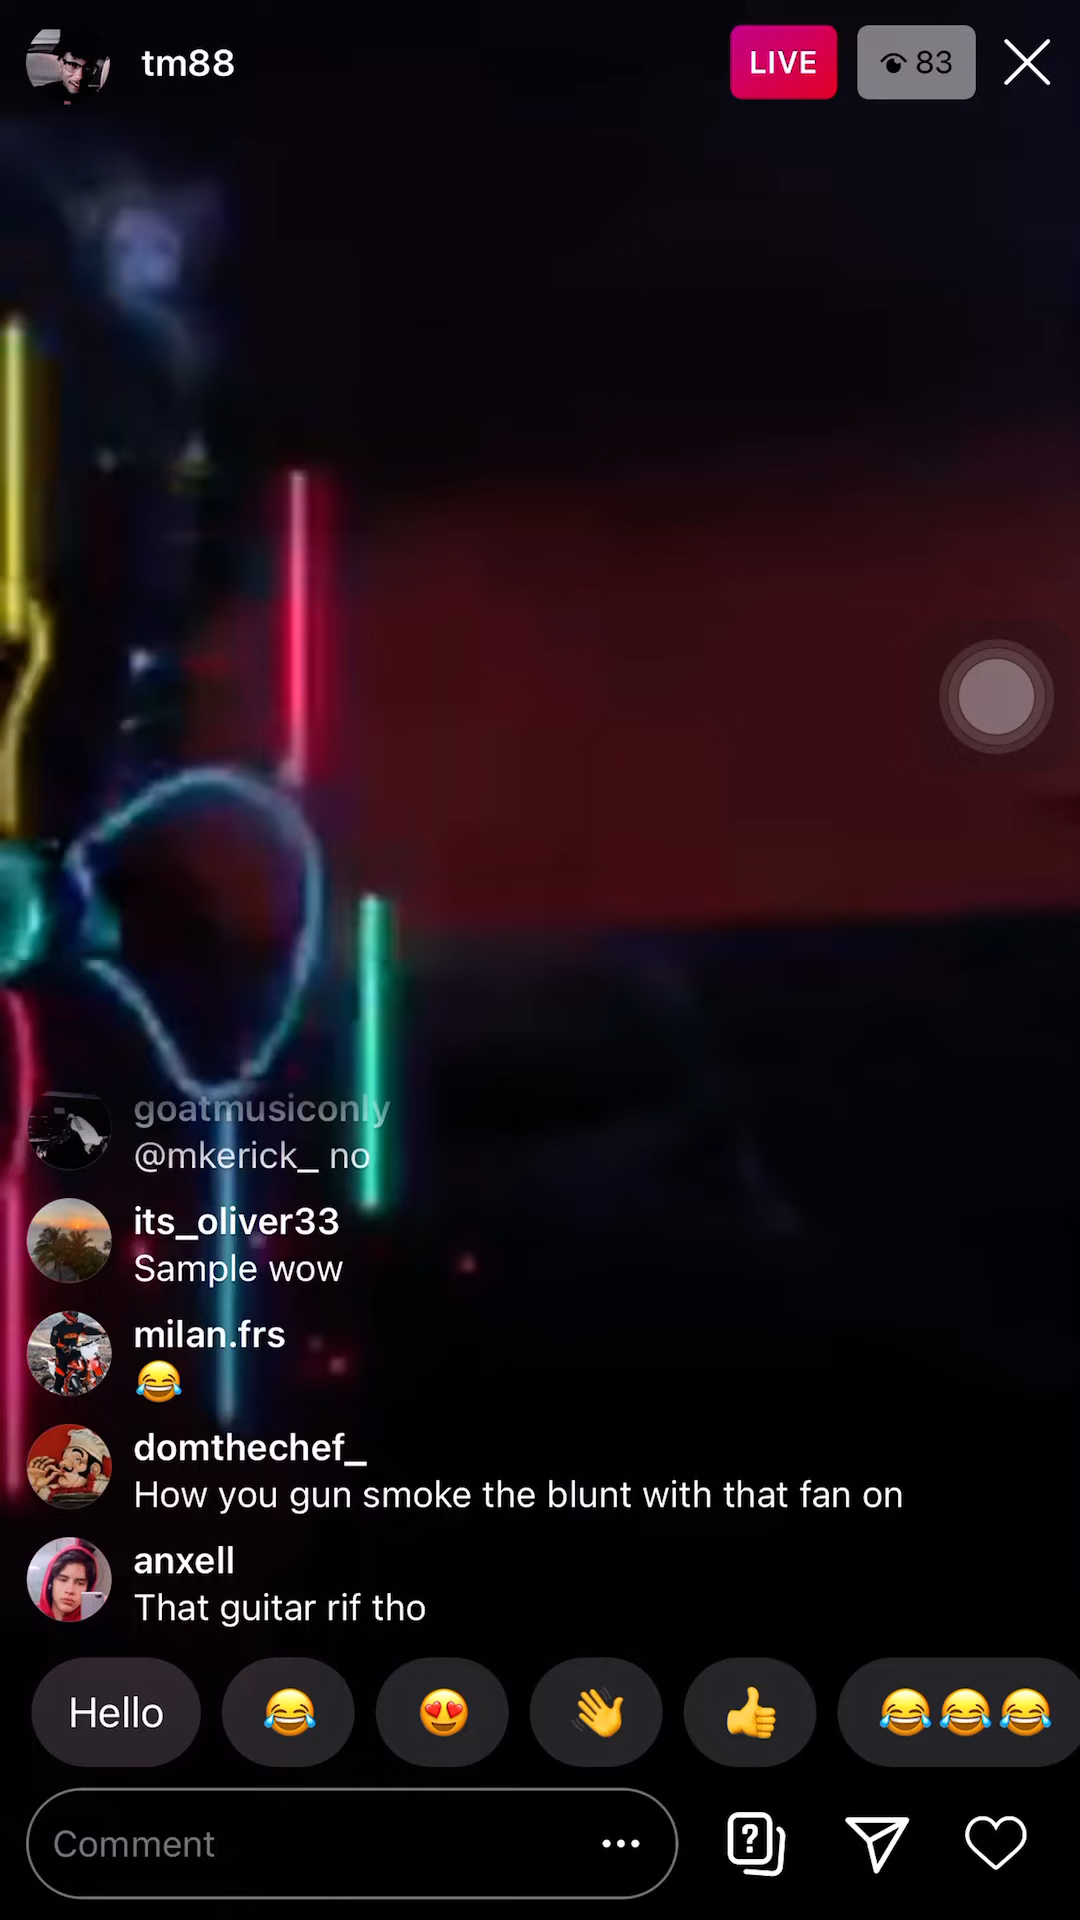 tm88
LIVE
83
goatmusiconly
@mkerick_ no
its_oliver33
Sample wow
milan.frs
😂
domthechef_
How you gun smoke the blunt with that fan on
anxell
That guitar rif tho
Hello 😂 😍 👋 👍 😂😂😂
Comment
?